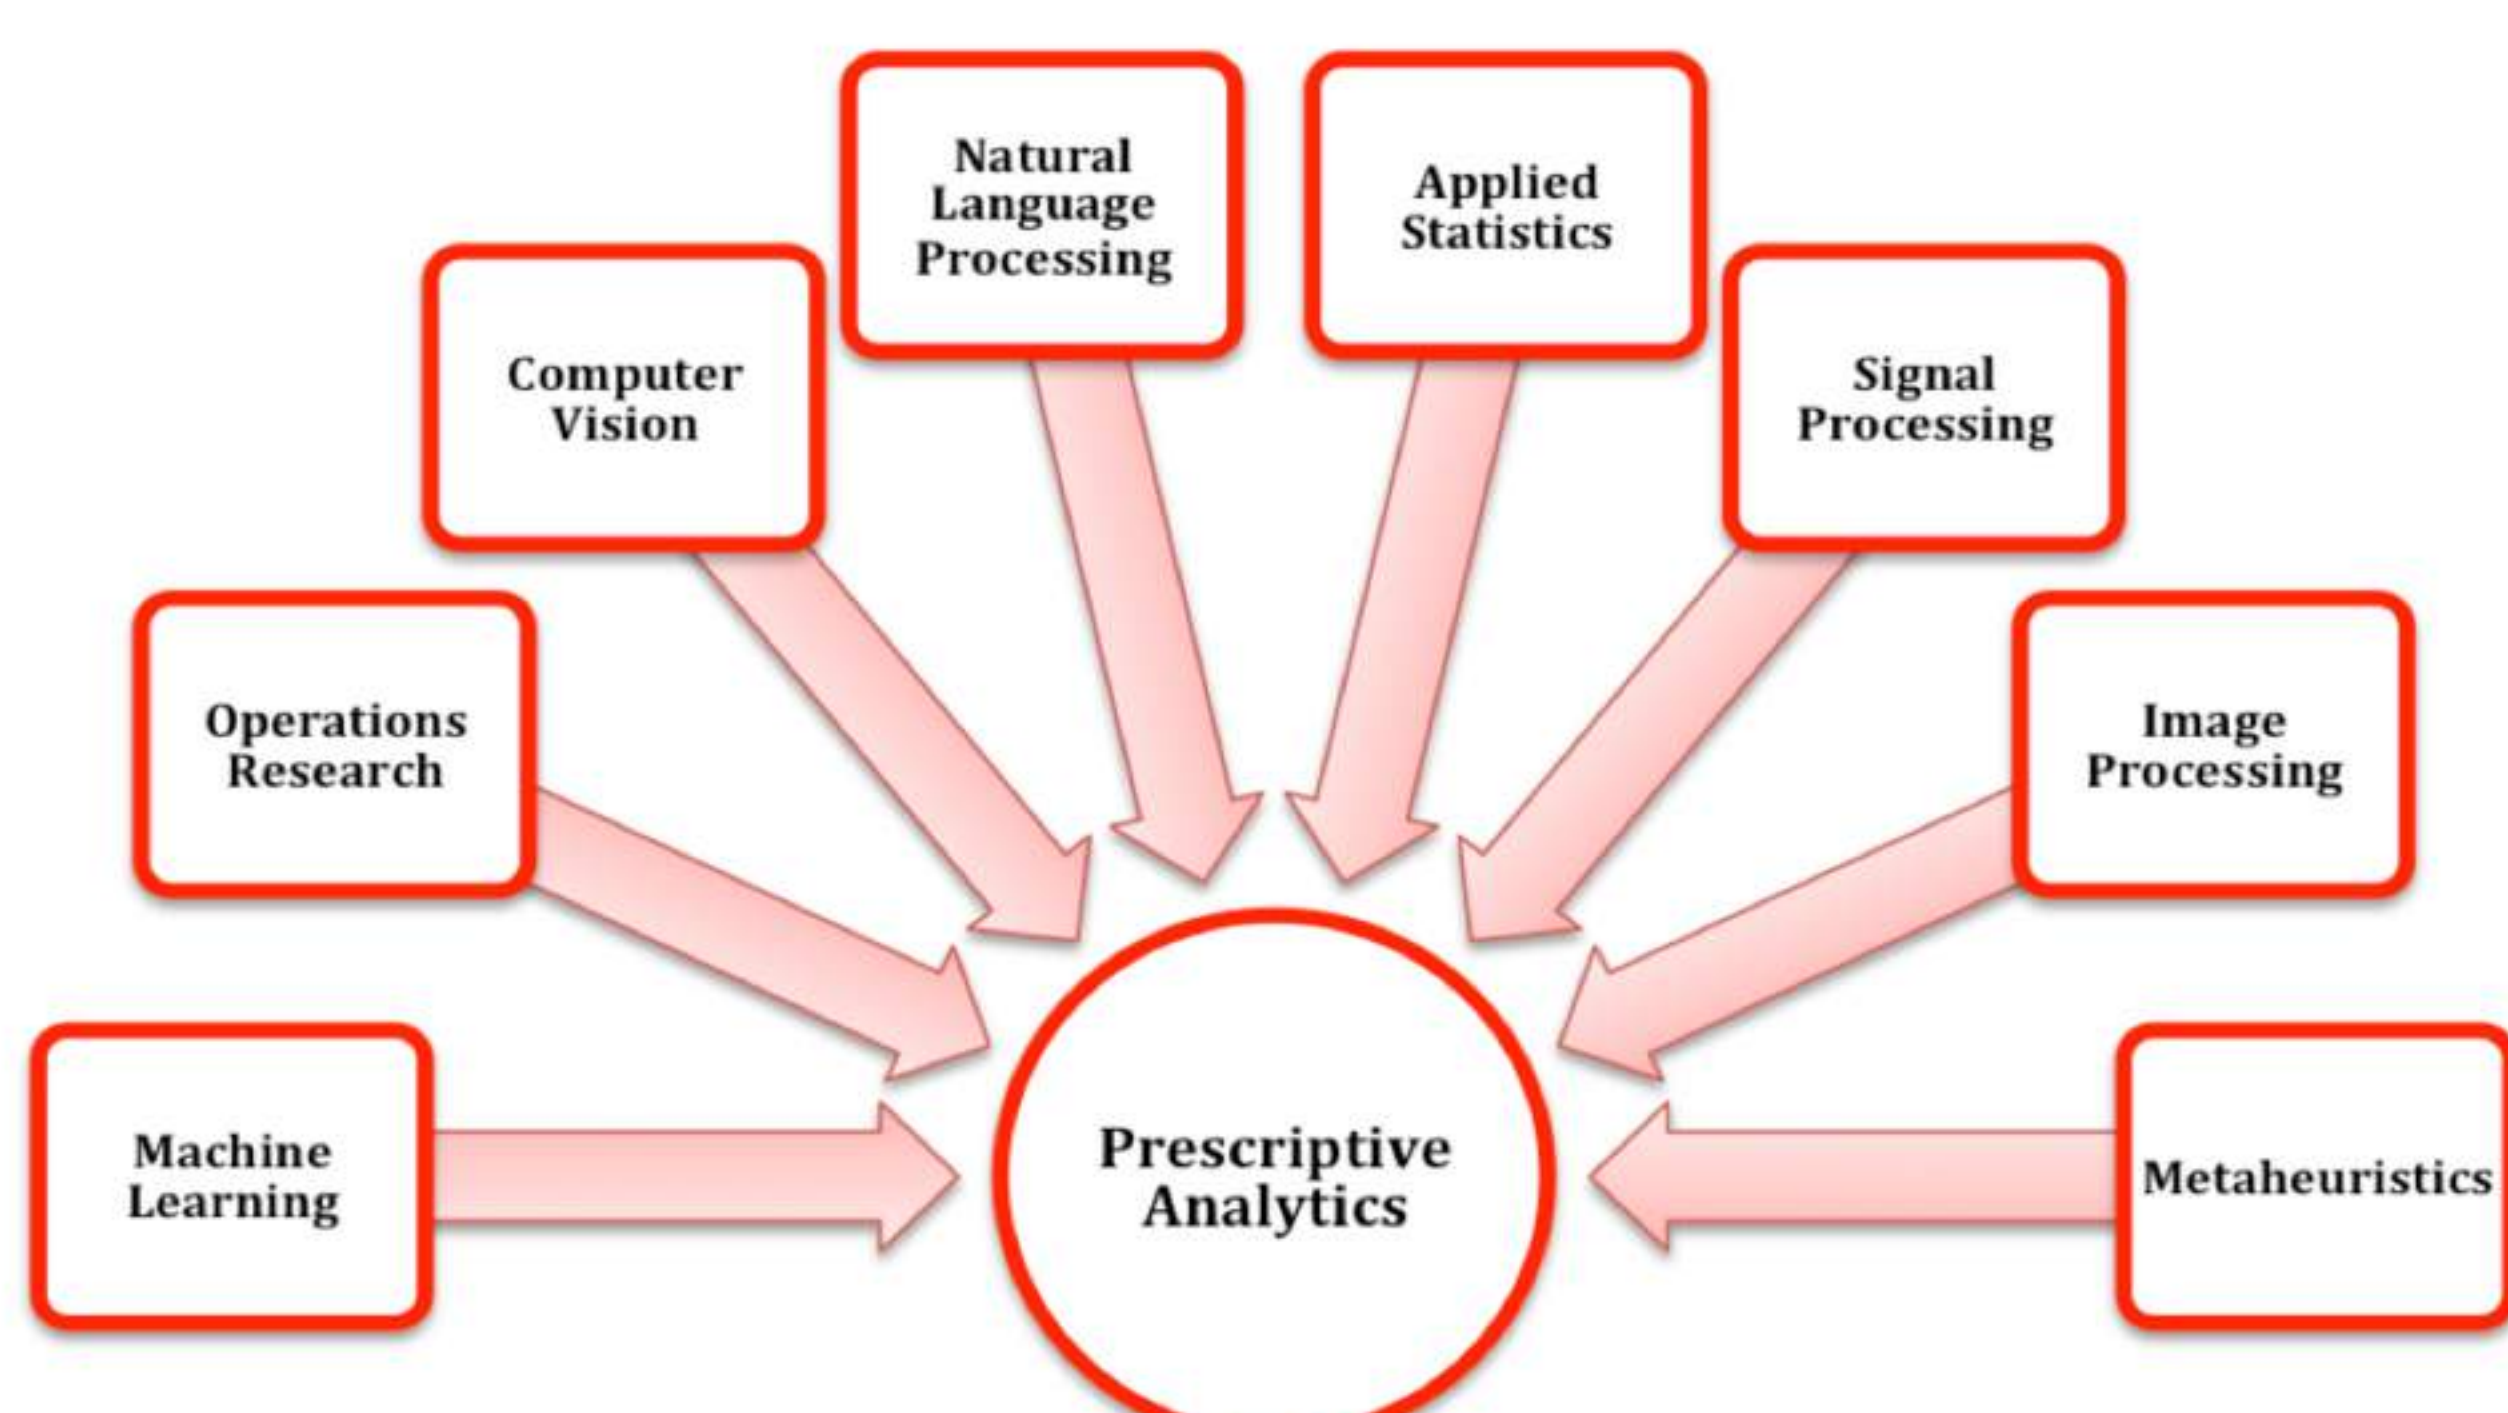 Natural
Language
Processing
Applied
Statistics
Computer
Vision
Signal
Processing
Operations
Research
Image
Processing
Machine
Learning
Prescriptive
Analytics
Metaheuristics